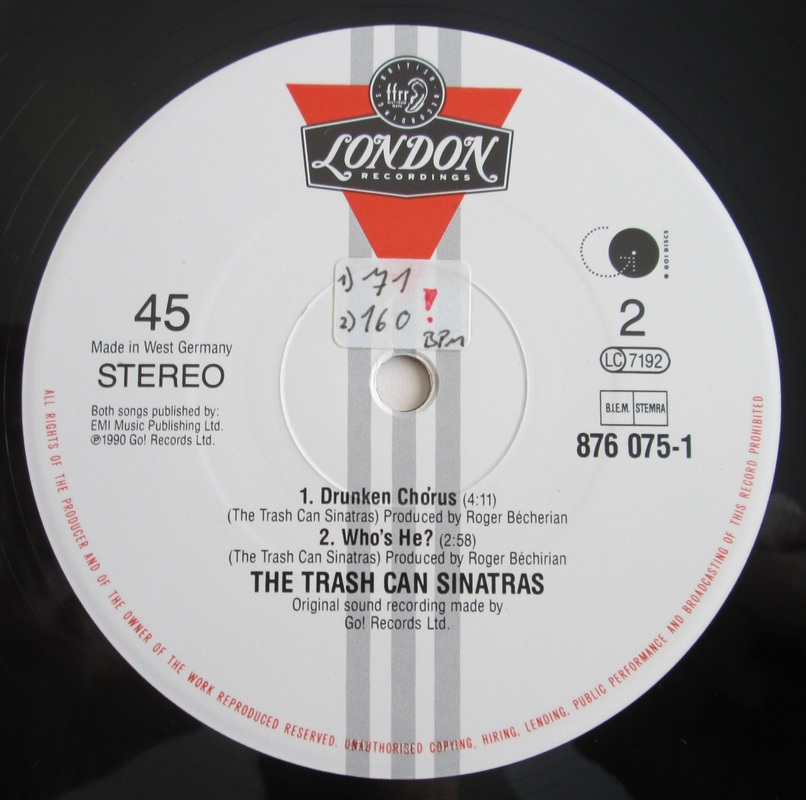 BRITISH RECORDINGS
ffrr
LONDON
RECORDINGS
GO! DISCS
1) 71
2) 160
!
BPM
45
Made in West Germany
STEREO
Both songs published by:
EMI Music Publishing Ltd.
℗1990 Go! Records Ltd.
2
LC 7192
B.I.E.M. STEMRA
876 075-1
1. Drunken Chorus (4:11)
(The Trash Can Sinatras) Produced by Roger Bécherian
2. Who's He? (2:58)
(The Trash Can Sinatras) Produced by Roger Béchirian
THE TRASH CAN SINATRAS
Original sound recording made by
Go! Records Ltd.
ALL RIGHTS OF THE PRODUCER AND OF THE OWNER OF THE WORK REPRODUCED RESERVED. UNAUTHORISED COPYING, HIRING, LENDING, PUBLIC PERFORMANCE AND BROADCASTING OF THIS RECORD PROHIBITED